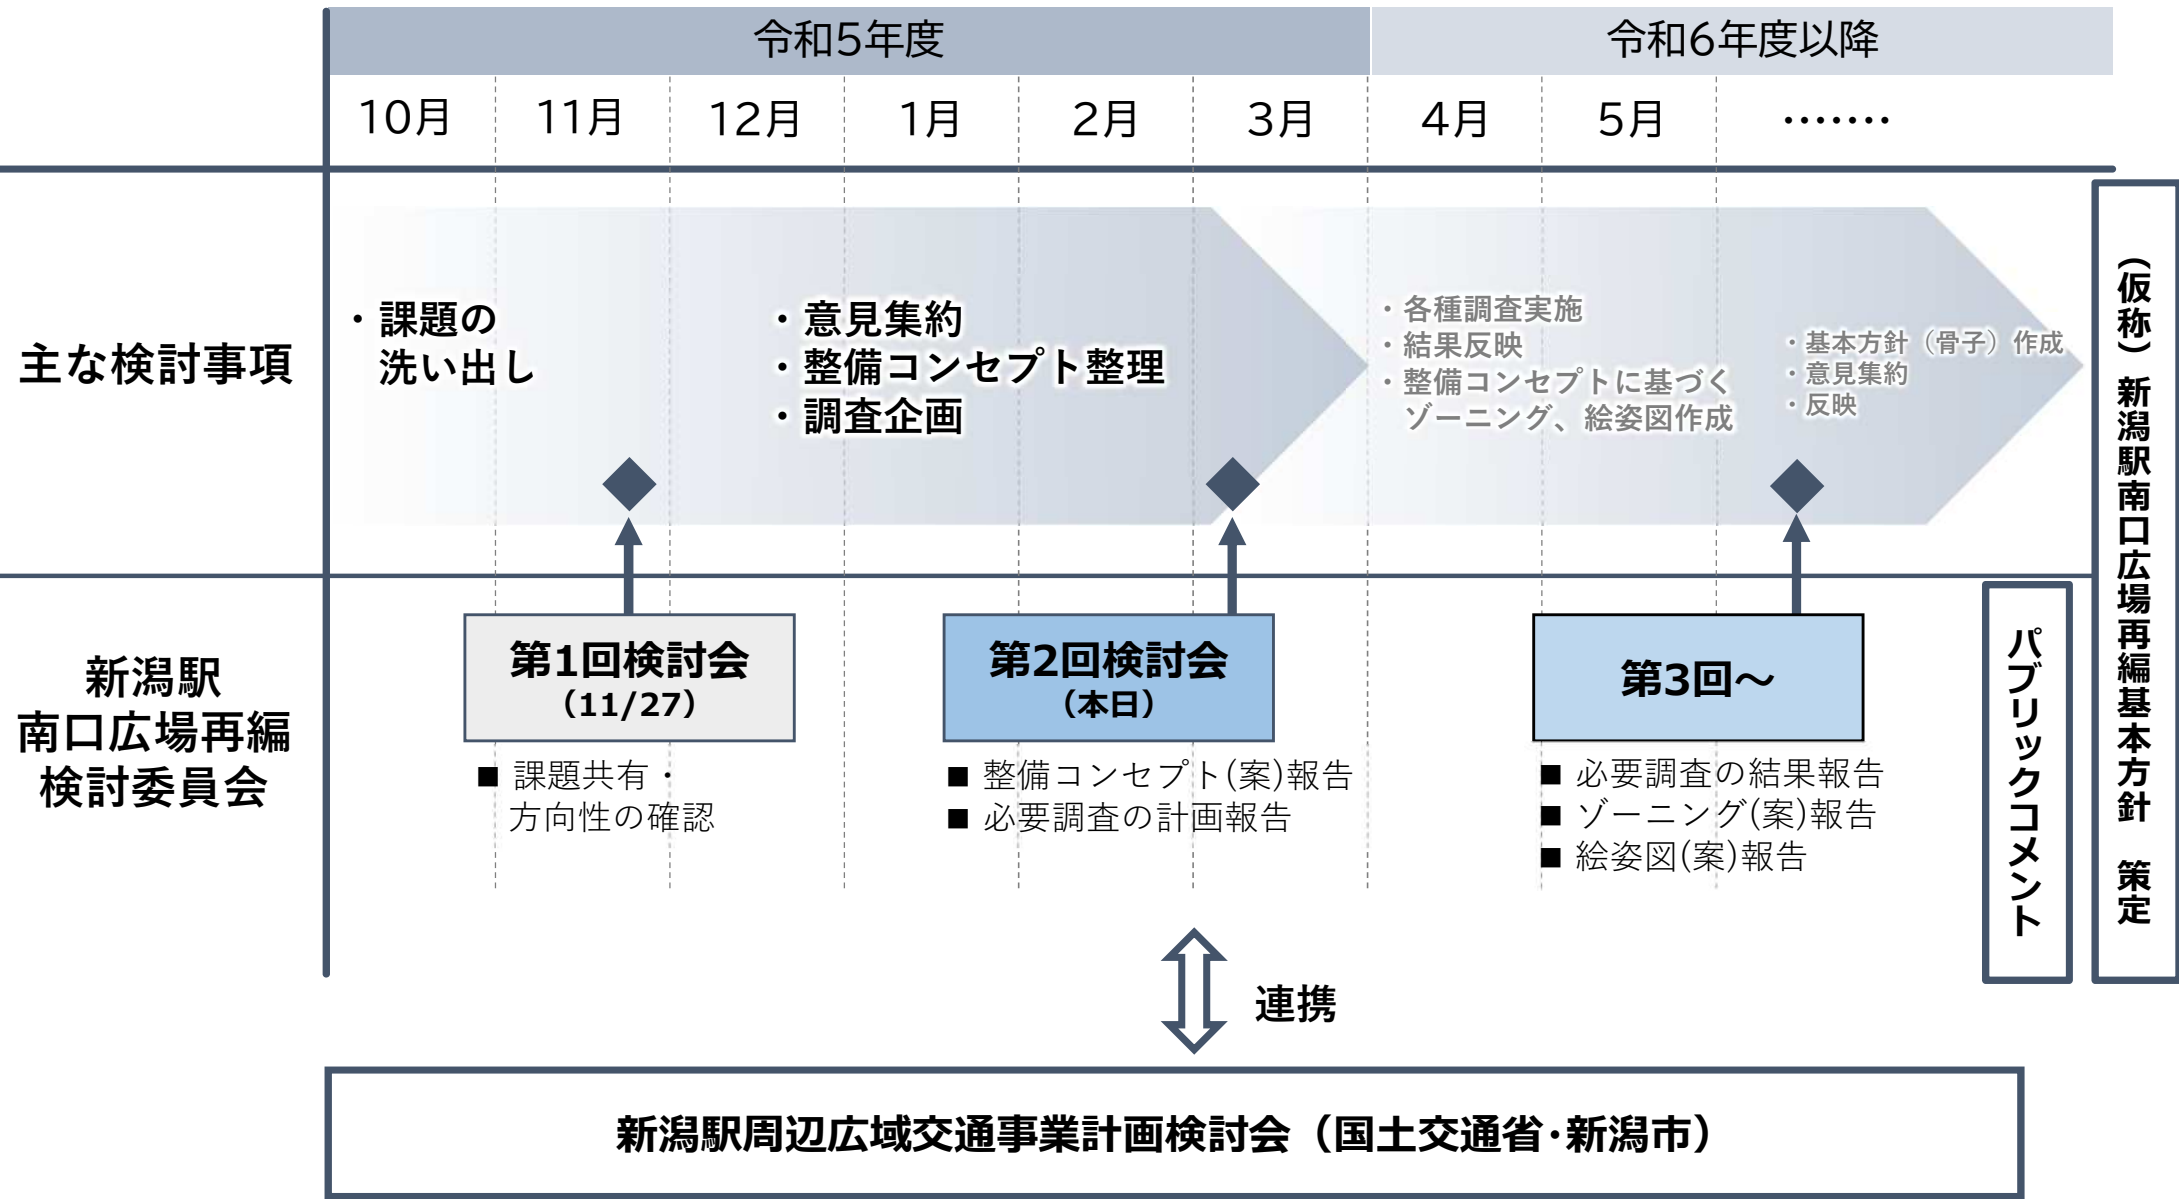 令和5年度
令和6年度以降
10月
11月
12月
1月
2月
3月
4月
5月
・・・・・・・
主な検討事項
・課題の
洗い出し
・意見集約
・整備コンセプト整理
・調査企画
・各種調査実施
・結果反映
・整備コンセプトに基づく
ゾーニング、絵姿図作成
・基本方針（骨子）作成
・意見集約
・反映
新潟駅
南口広場再編
検討委員会
第1回検討会
（11/27）
■ 課題共有・
方向性の確認
第2回検討会
（本日）
■ 整備コンセプト(案)報告
■ 必要調査の計画報告
第3回～
■ 必要調査の結果報告
■ ゾーニング(案)報告
■ 絵姿図(案)報告
パブリックコメント
（仮称）新潟駅南口広場再編基本方針　策定
連携
新潟駅周辺広域交通事業計画検討会（国土交通省・新潟市）